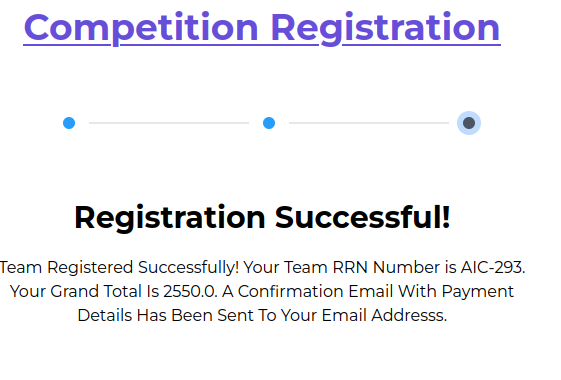 Competition Registration
Registration Successful!
Team Registered Successfully! Your Team RRN Number is AIC-293.
Your Grand Total Is 2550.0. A Confirmation Email With Payment
Details Has Been Sent To Your Email Addresss.